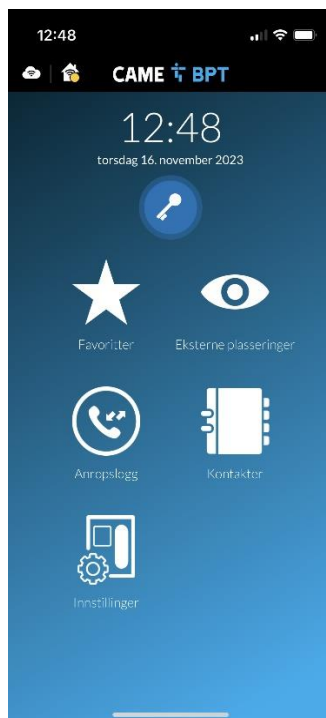 12:48
CAME BPT
12:48
torsdag 16. november 2023
Favoritter
Eksterne plasseringer
Anropslogg
Kontakter
Innstillinger